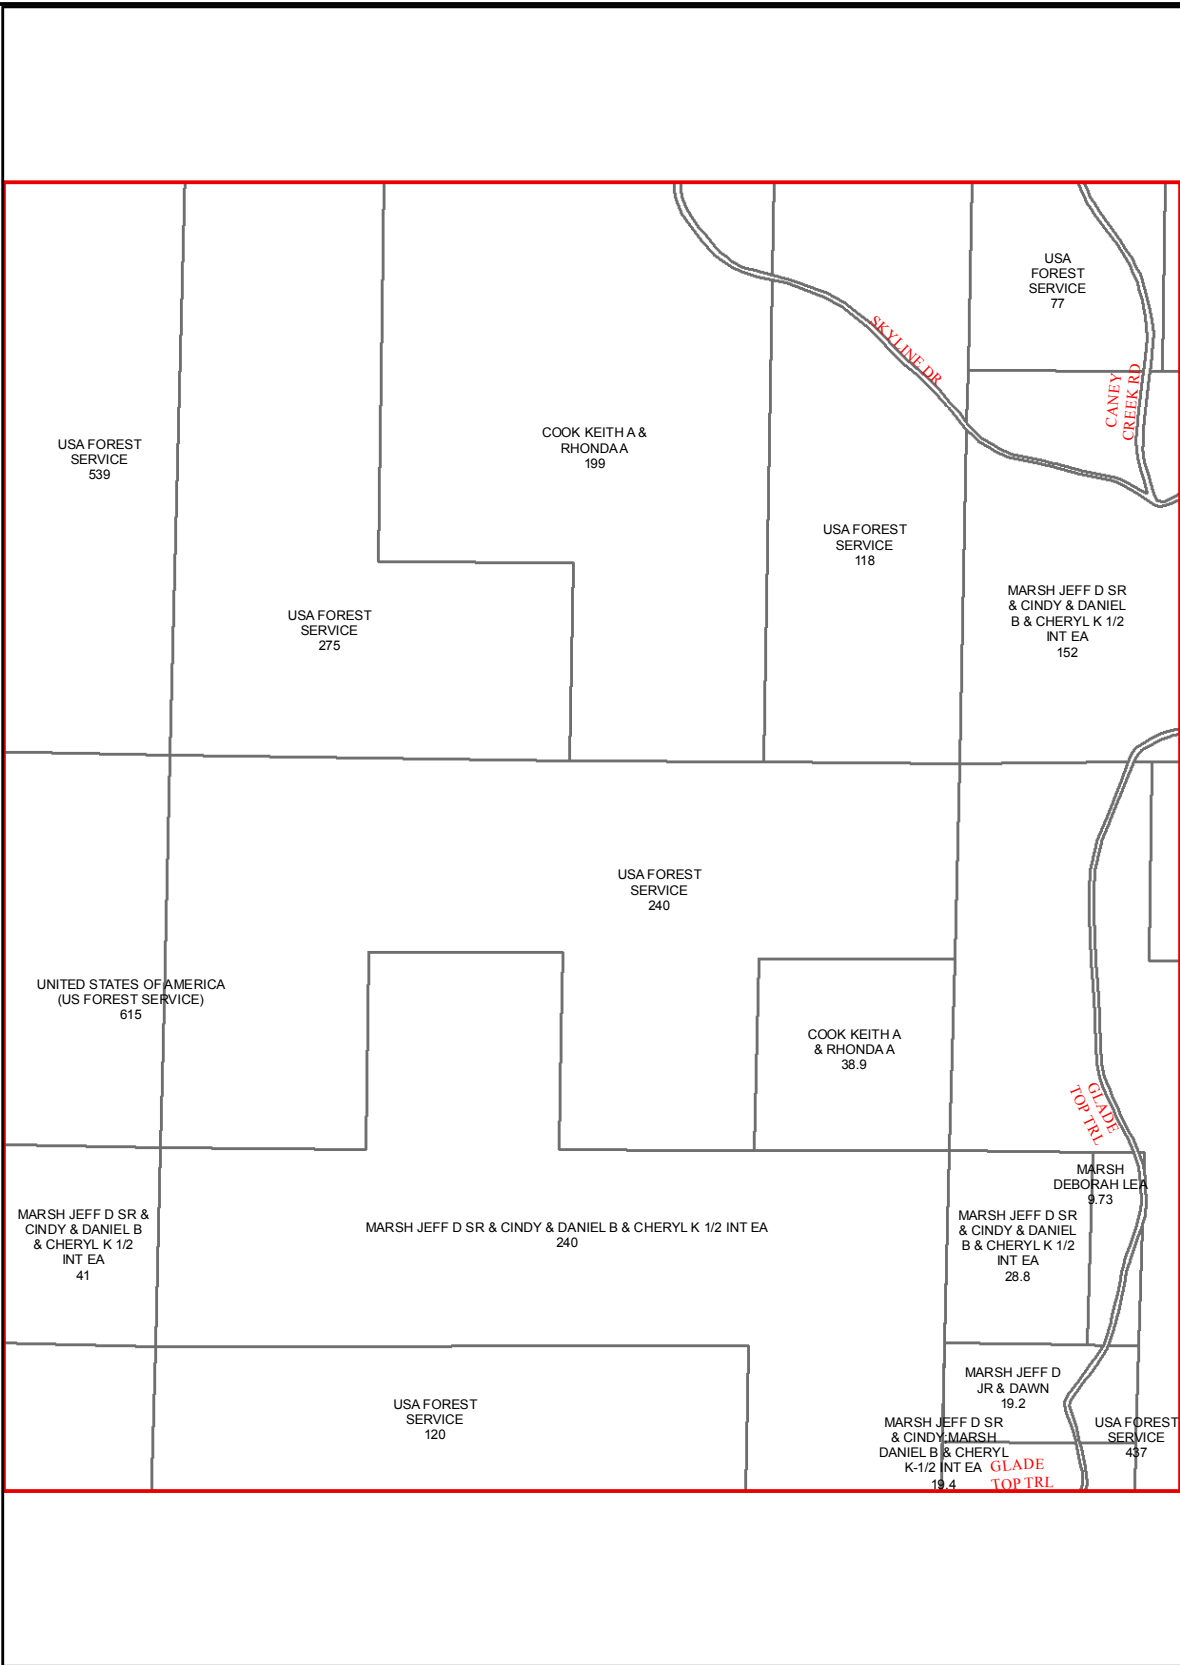 USA
FOREST
SERVICE
77
SKYLINE DR
CANEY
CREEK RD
USA FOREST
SERVICE
539
COOK KEITH A &
RHONDA A
199
USA FOREST
SERVICE
118
USA FOREST
SERVICE
275
MARSH JEFF D SR
& CINDY & DANIEL
B & CHERYL K 1/2
INT EA
152
USA FOREST
SERVICE
240
UNITED STATES OF AMERICA
(US FOREST SERVICE)
615
COOK KEITH A
& RHONDA A
38.9
GLADE
TOP TRL
MARSH
DEBORAH LEA
9.73
MARSH JEFF D SR &
CINDY & DANIEL B
& CHERYL K 1/2
INT EA
41
MARSH JEFF D SR & CINDY & DANIEL B & CHERYL K 1/2 INT EA
240
MARSH JEFF D SR
& CINDY & DANIEL
B & CHERYL K 1/2
INT EA
28.8
USA FOREST
SERVICE
120
MARSH JEFF D
JR & DAWN
19.2
MARSH JEFF D SR
& CINDY;MARSH
DANIEL B & CHERYL
K-1/2 INT EA
19.4
USA FOREST
SERVICE
437
GLADE
TOP TRL